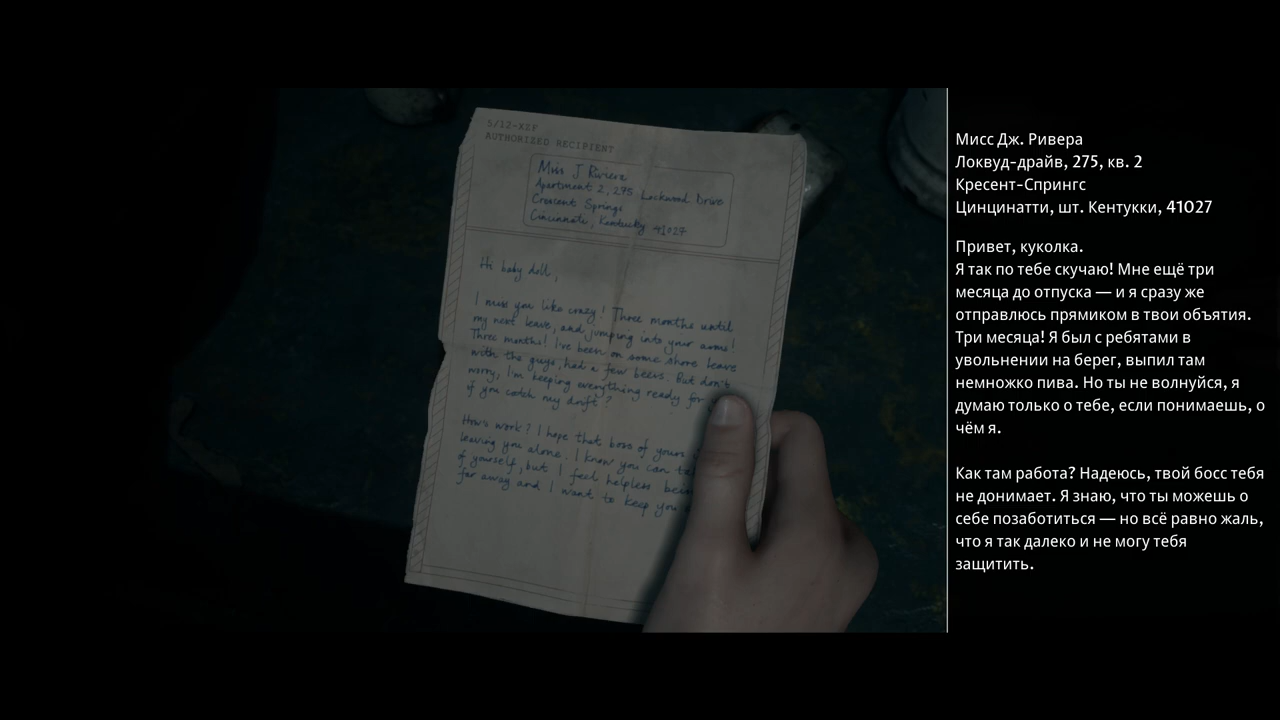 5/12-XZF
AUTHORIZED RECIPIENT
Miss J Riviera
Apartment 2, 275 Lockwood Drive
Crescent Springs
Cincinnati, Kentucky 41027
Hi baby doll,
I miss you like crazy! Three months until
my next leave, and jumping into your arms!
Three months! I've been on some shore leave
with the guys, had a few beers. But don't
worry, I'm keeping everything ready for
if you catch my drift?
How's work? I hope that boss of yours
leaving you alone. I know you can
of yourself, but I feel helpless
far away and I want to keep you
Мисс Дж. Ривера
Локвуд-драйв, 275, кв. 2
Кресент-Спрингс
Цинцинатти, шт. Кентукки, 41027
Привет, куколка.
Я так по тебе скучаю! Мне ещё три
месяца до отпуска — и я сразу же
отправлюсь прямиком в твои объятия.
Три месяца! Я был с ребятами в
увольнении на берег, выпил там
немножко пива. Но ты не волнуйся, я
думаю только о тебе, если понимаешь, о
чём я.
Как там работа? Надеюсь, твой босс тебя
не донимает. Я знаю, что ты можешь о
себе позаботиться — но всё равно жаль,
что я так далеко и не могу тебя
защитить.